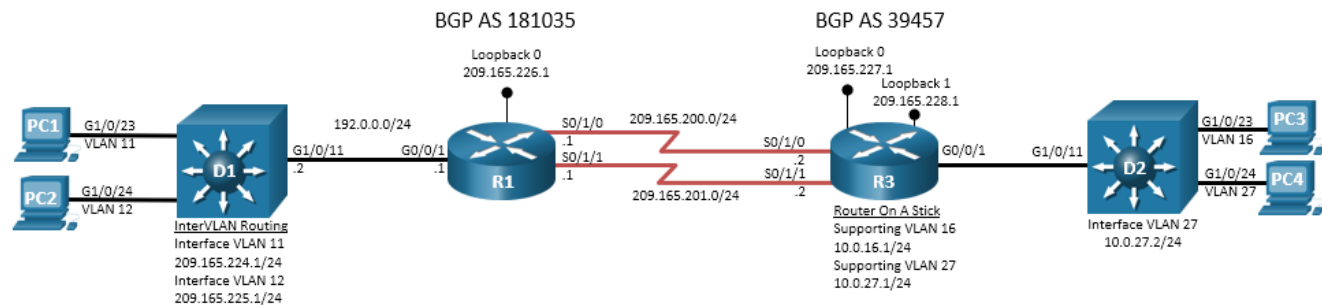 BGP AS 181035
BGP AS 39457
Loopback 0
209.165.226.1
Loopback 0
209.165.227.1
Loopback 1
209.165.228.1
PC1
G1/0/23
VLAN 11
PC2
G1/0/24
VLAN 12
D1
G1/0/11
.2
192.0.0.0/24
G0/0/1
.1
R1
S0/1/0
.1
S0/1/1
.1
209.165.200.0/24
209.165.201.0/24
S0/1/0
.2
S0/1/1
.2
R3
G0/0/1
G1/0/11
D2
G1/0/23
VLAN 16
PC3
G1/0/24
VLAN 27
PC4
InterVLAN Routing
Interface VLAN 11
209.165.224.1/24
Interface VLAN 12
209.165.225.1/24
Router On A Stick
Supporting VLAN 16
10.0.16.1/24
Supporting VLAN 27
10.0.27.1/24
Interface VLAN 27
10.0.27.2/24